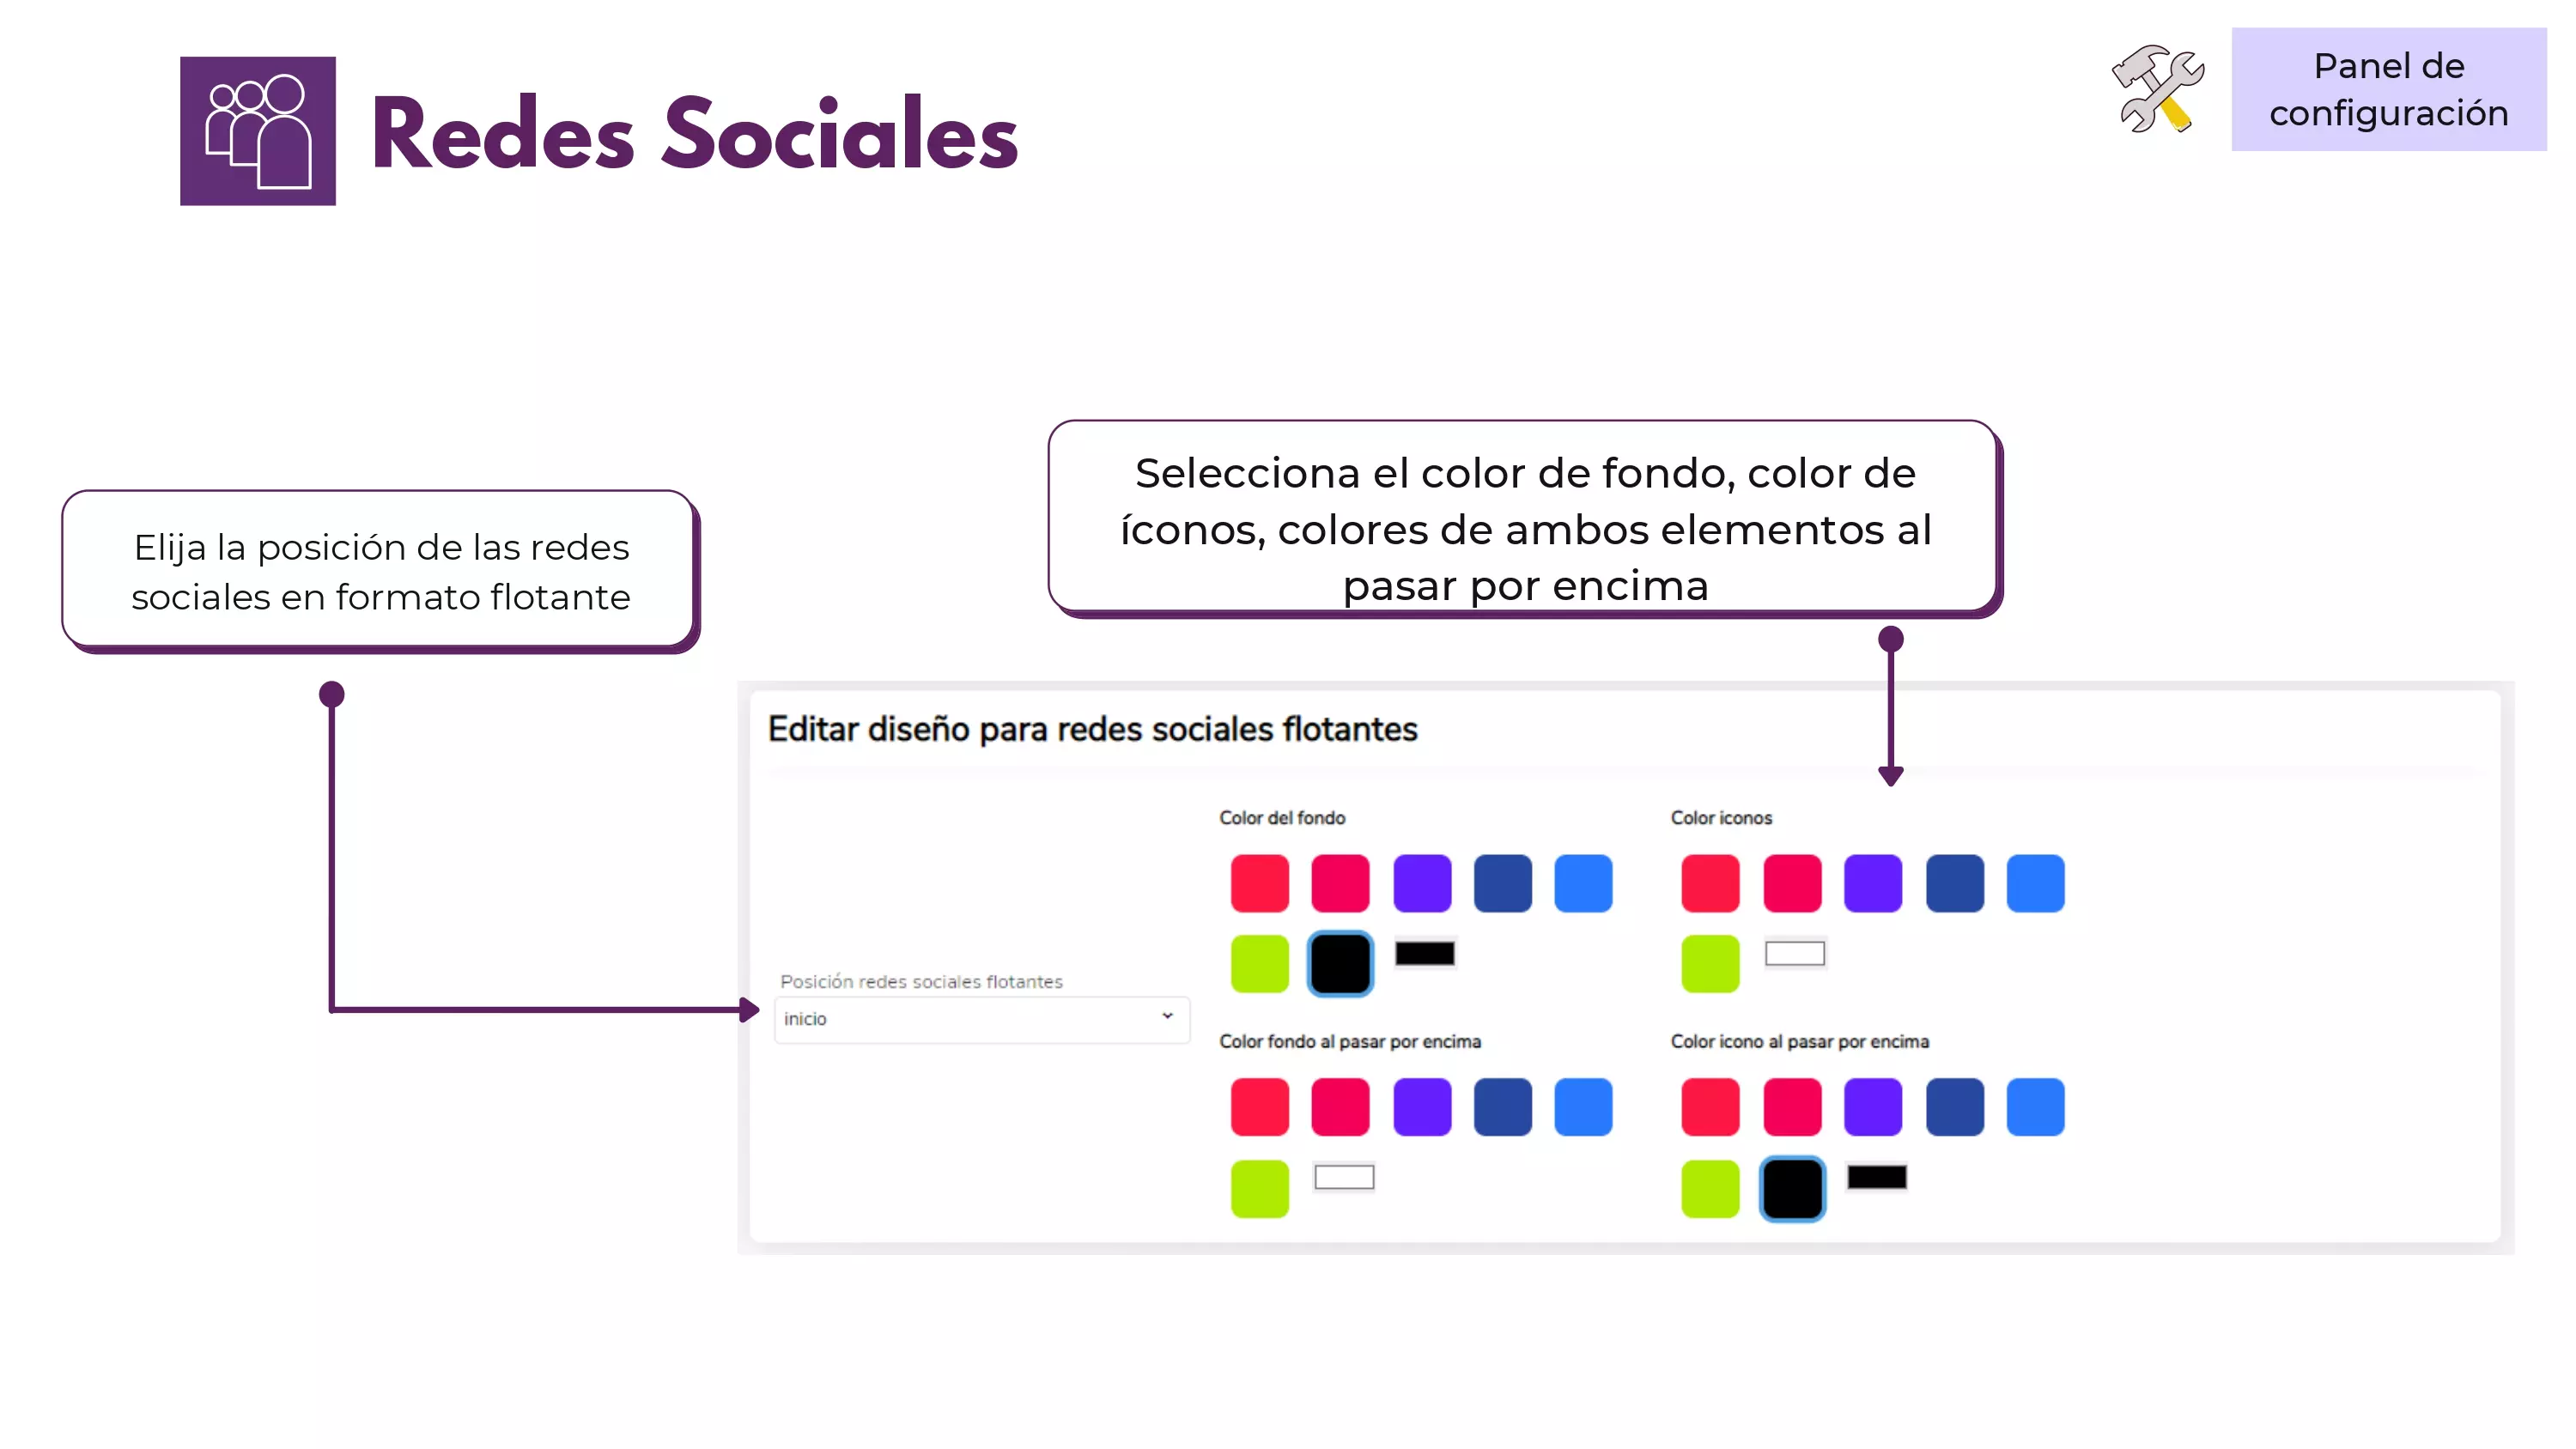 Redes Sociales
Panel de
configuración
Selecciona el color de fondo, color de
íconos, colores de ambos elementos al
pasar por encima
Elija la posición de las redes
sociales en formato flotante
Editar diseño para redes sociales flotantes
Color del fondo
Color iconos
Posición redes sociales flotantes
inicio
Color fondo al pasar por encima
Color icono al pasar por encima